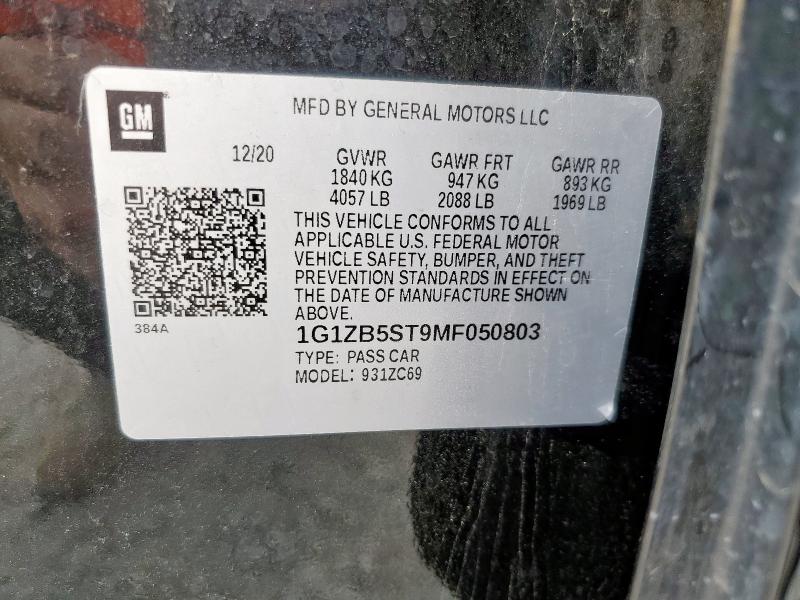 GM
MFD BY GENERAL MOTORS LLC
12/20 GVWR GAWR FRT GAWR RR
1840 KG 947 KG 893 KG
4057 LB 2088 LB 1969 LB
THIS VEHICLE CONFORMS TO ALL
APPLICABLE U.S. FEDERAL MOTOR
VEHICLE SAFETY, BUMPER, AND THEFT
PREVENTION STANDARDS IN EFFECT ON
THE DATE OF MANUFACTURE SHOWN
ABOVE.
384A
1G1ZB5ST9MF050803
TYPE: PASS CAR
MODEL: 931ZC69